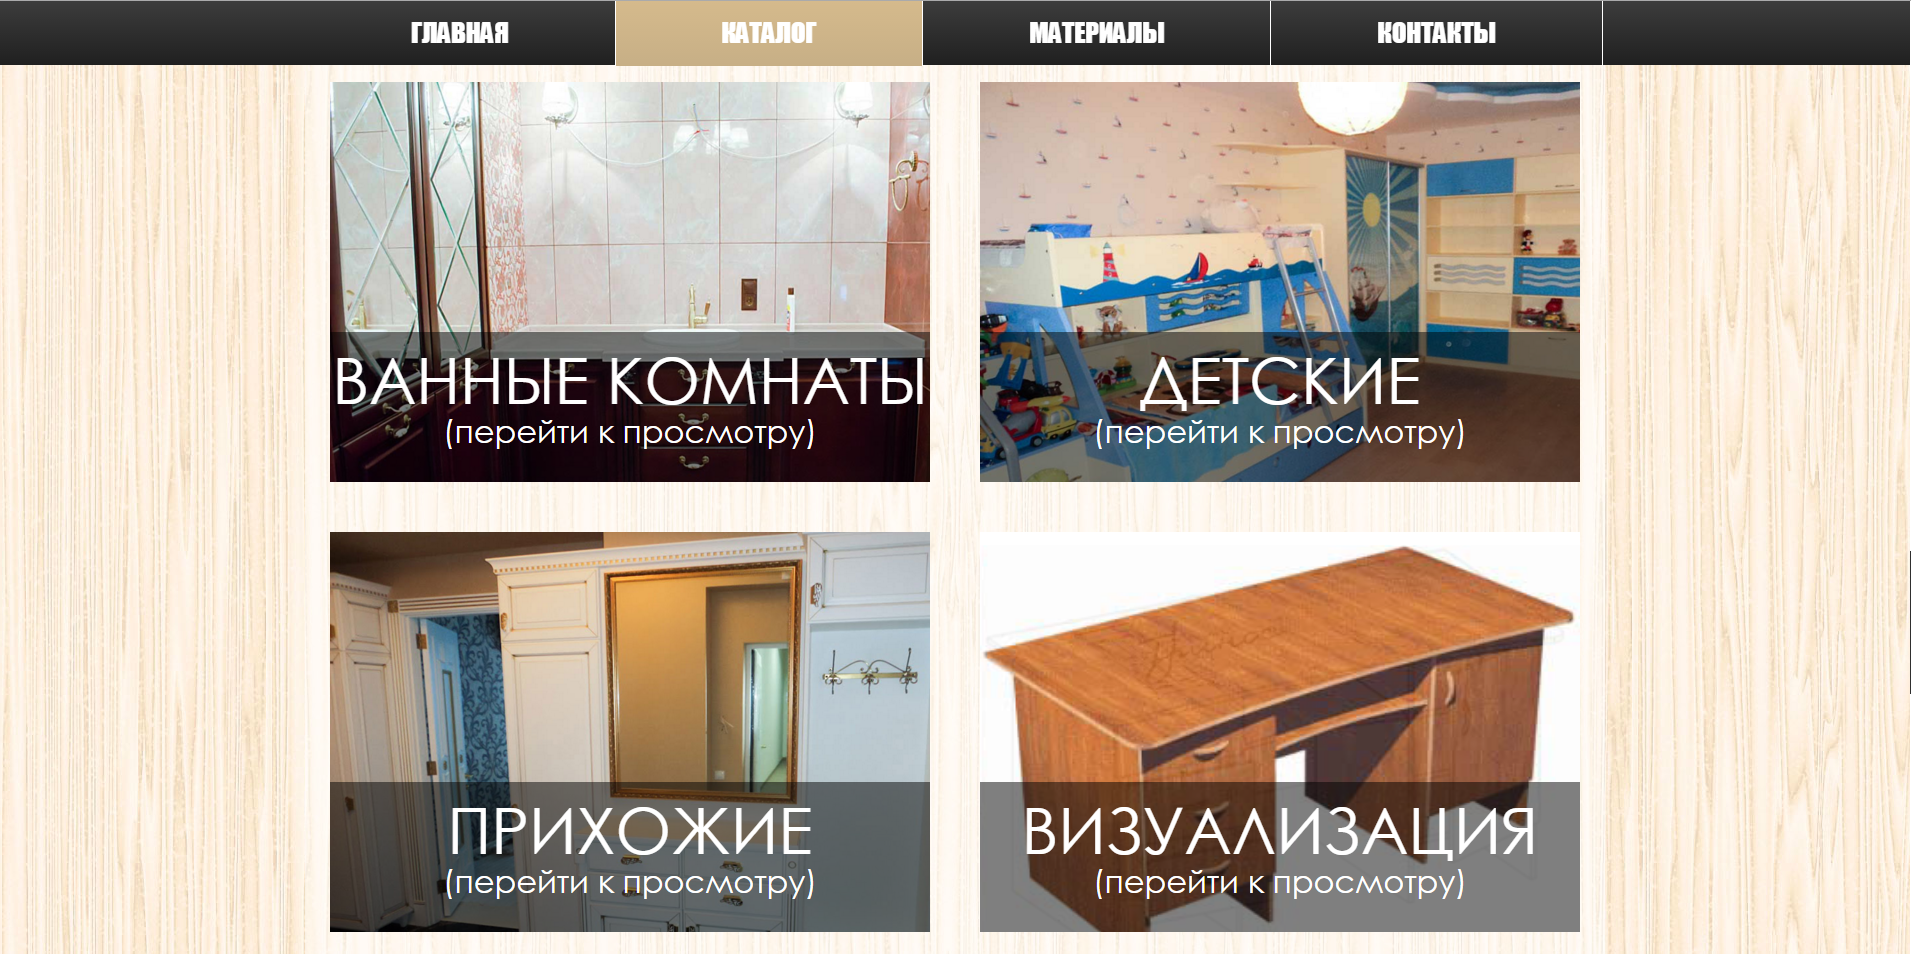 ГЛАВНАЯ
КАТАЛОГ
МАТЕРИАЛЫ
КОНТАКТЫ
ВАННЫЕ КОМНАТЫ
(перейти к просмотру)
ДЕТСКИЕ
(перейти к просмотру)
ПРИХОЖИЕ
(перейти к просмотру)
ВИЗУАЛИЗАЦИЯ
(перейти к просмотру)